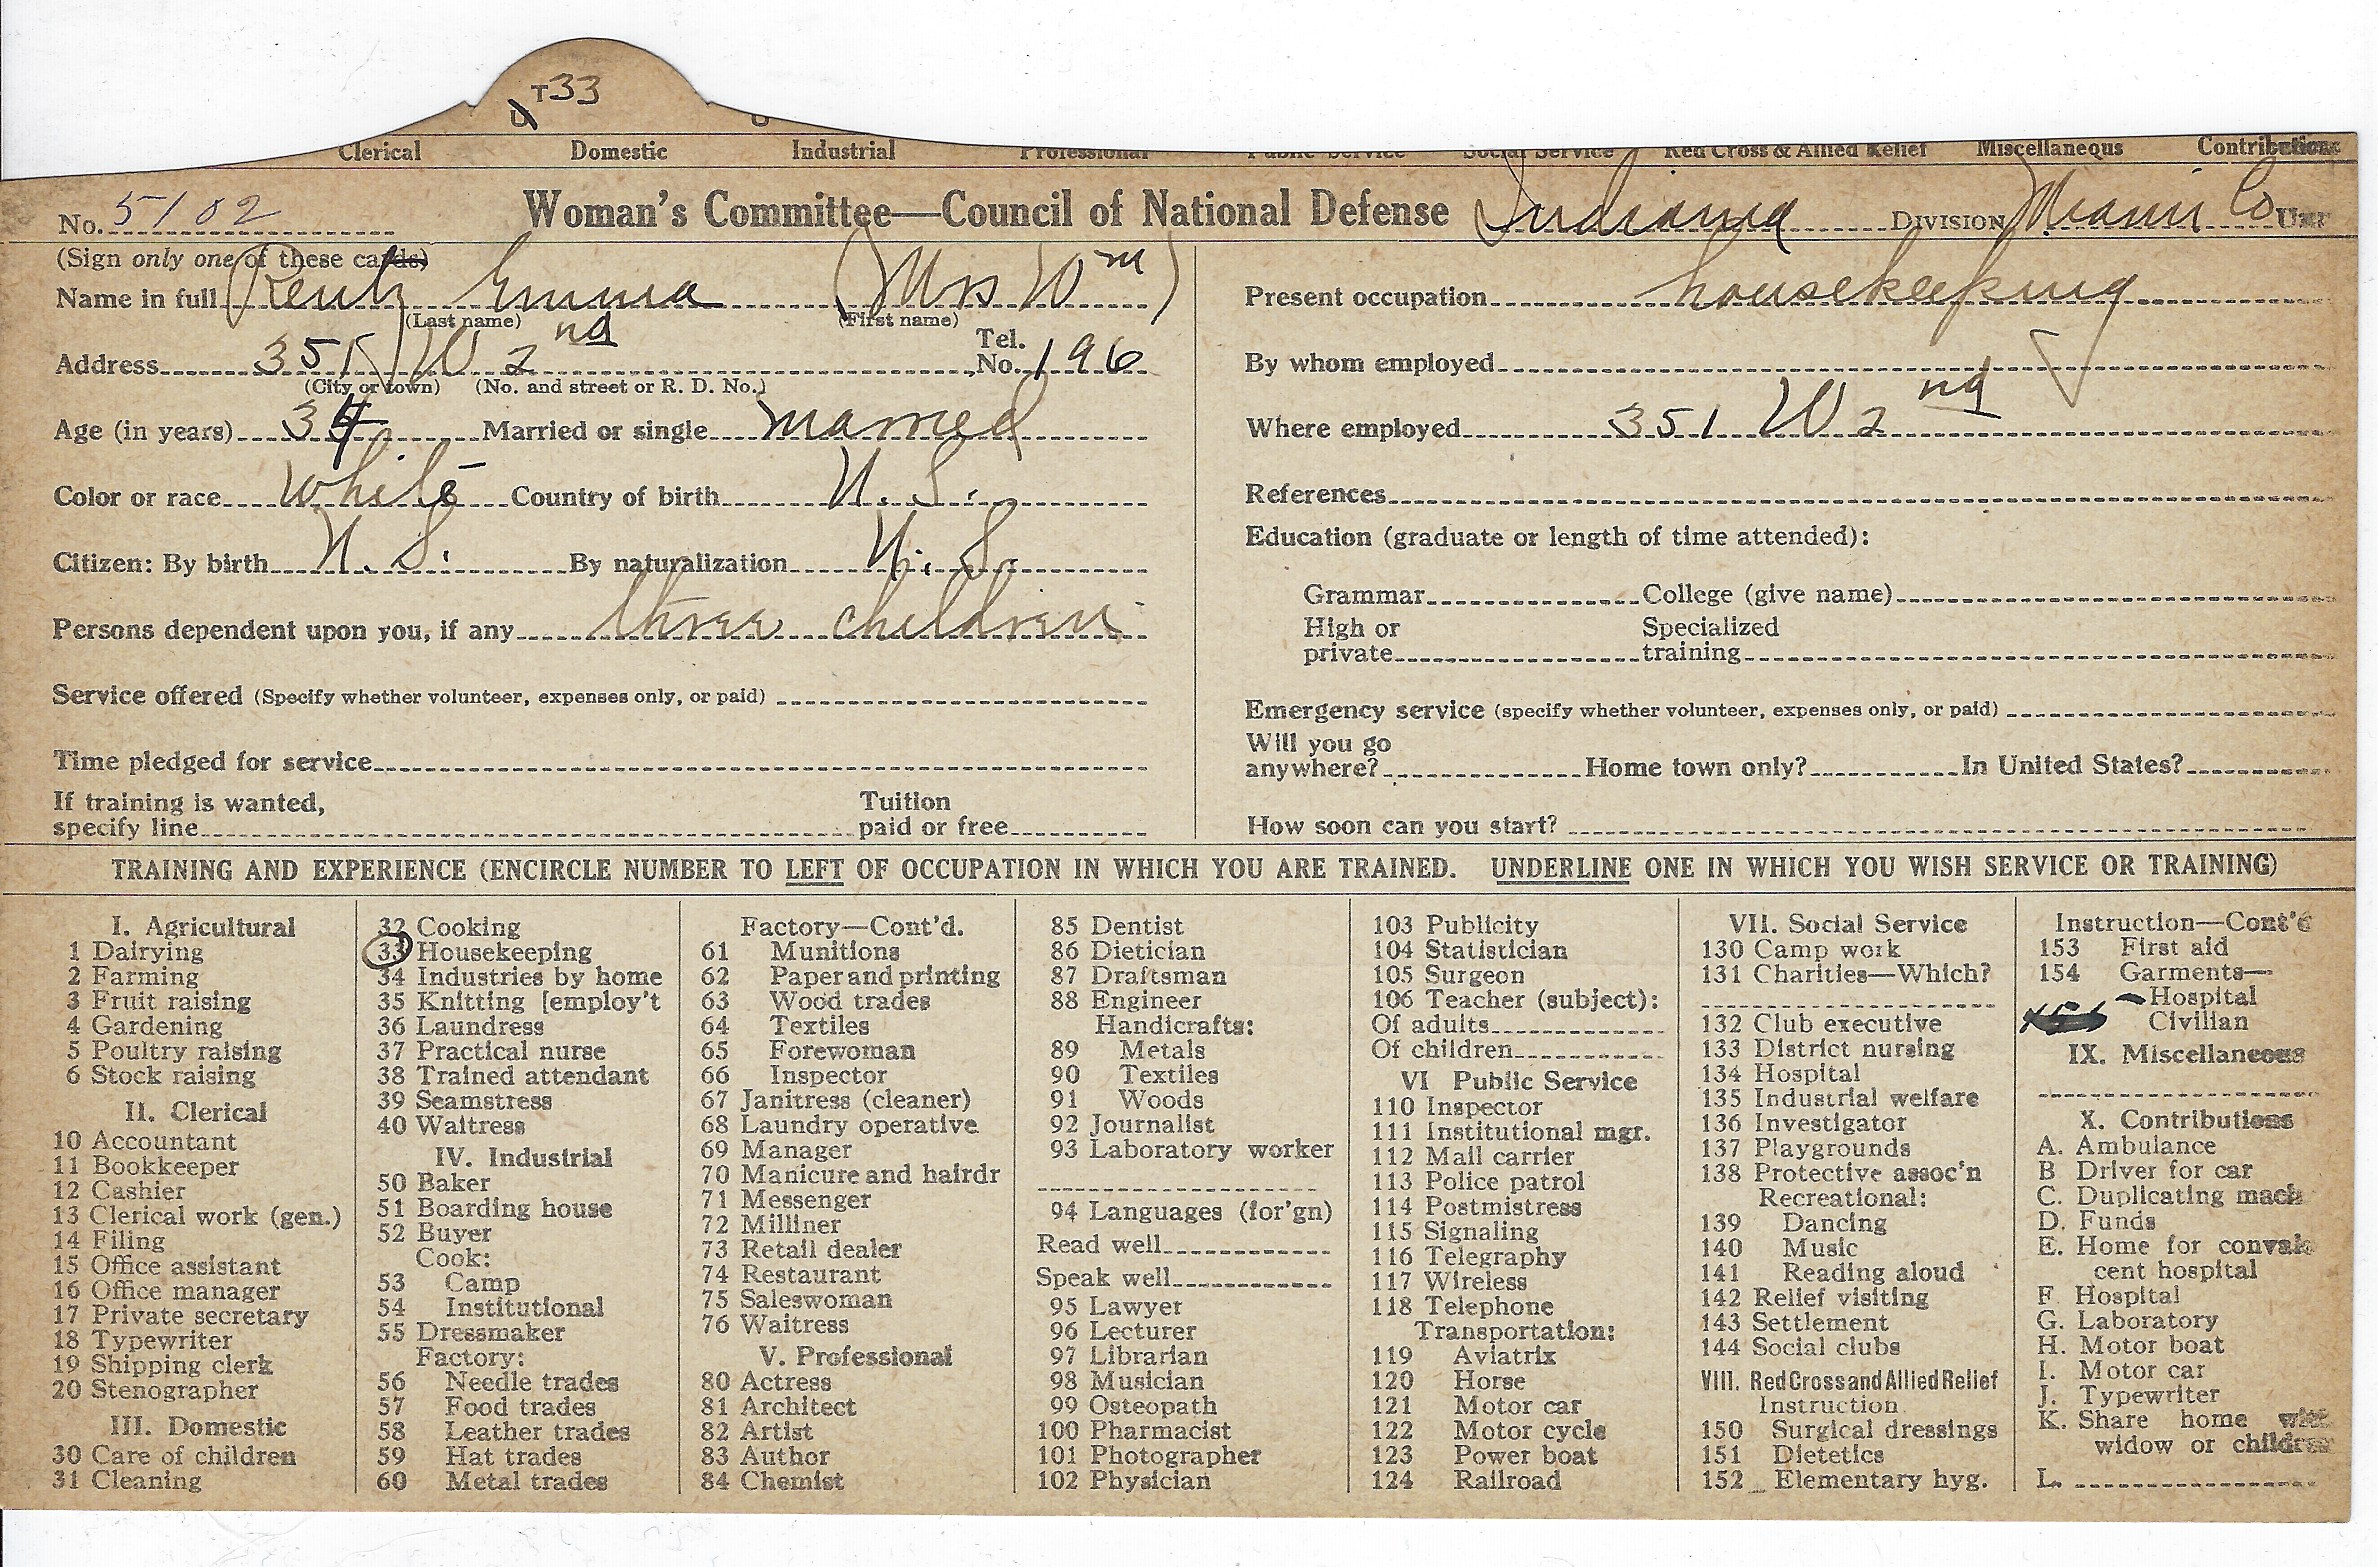 T33
Clerical Domestic Industrial Professional Public Service Social Service Red Cross & Allied Relief Miscellaneous Contributions
No. 5102 Woman's Committee—Council of National Defense Indiana DIVISION Miami Co UNIT
(Sign only one of these cards)
Name in full Rentz Emma (Mrs Wm)
(Last name) (First name)
Address 351 W 2nd Tel. No. 196
(City or town) (No. and street or R. D. No.)
Age (in years) 34 Married or single married
Color or race White Country of birth U. S.
Citizen: By birth U. S. By naturalization U. S.
Persons dependent upon you, if any three children
Service offered (Specify whether volunteer, expenses only, or paid)
Time pledged for service
If training is wanted,
specify line Tuition paid or free
Present occupation housekeeping
By whom employed
Where employed 351 W 2nd
References
Education (graduate or length of time attended):
Grammar College (give name)
High or private Specialized training
Emergency service (specify whether volunteer, expenses only, or paid)
Will you go
anywhere? Home town only? In United States?
How soon can you start?
TRAINING AND EXPERIENCE (ENCIRCLE NUMBER TO LEFT OF OCCUPATION IN WHICH YOU ARE TRAINED. UNDERLINE ONE IN WHICH YOU WISH SERVICE OR TRAINING)
I. Agricultural
1 Dairying
2 Farming
3 Fruit raising
4 Gardening
5 Poultry raising
6 Stock raising
II. Clerical
10 Accountant
11 Bookkeeper
12 Cashier
13 Clerical work (gen.)
14 Filing
15 Office assistant
16 Office manager
17 Private secretary
18 Typewriter
19 Shipping clerk
20 Stenographer
III. Domestic
30 Care of children
31 Cleaning
32 Cooking
33 Housekeeping
34 Industries by home
35 Knitting [employ't
36 Laundress
37 Practical nurse
38 Trained attendant
39 Seamstress
40 Waitress
IV. Industrial
50 Baker
51 Boarding house
52 Buyer
Cook:
53 Camp
54 Institutional
55 Dressmaker
Factory:
56 Needle trades
57 Food trades
58 Leather trades
59 Hat trades
60 Metal trades
Factory—Cont'd.
61 Munitions
62 Paper and printing
63 Wood trades
64 Textiles
65 Forewoman
66 Inspector
67 Janitress (cleaner)
68 Laundry operative
69 Manager
70 Manicure and hairdr
71 Messenger
72 Milliner
73 Retail dealer
74 Restaurant
75 Saleswoman
76 Waitress
V. Professional
80 Actress
81 Architect
82 Artist
83 Author
84 Chemist
85 Dentist
86 Dietician
87 Draftsman
88 Engineer
Handicrafts:
89 Metals
90 Textiles
91 Woods
92 Journalist
93 Laboratory worker
94 Languages (for'gn)
Read well
Speak well
95 Lawyer
96 Lecturer
97 Librarian
98 Musician
99 Osteopath
100 Pharmacist
101 Photographer
102 Physician
103 Publicity
104 Statistician
105 Surgeon
106 Teacher (subject):
Of adults
Of children
VI Public Service
110 Inspector
111 Institutional mgr.
112 Mail carrier
113 Police patrol
114 Postmistress
115 Signaling
116 Telegraphy
117 Wireless
118 Telephone
Transportation:
119 Aviatrix
120 Horse
121 Motor car
122 Motor cycle
123 Power boat
124 Railroad
VII. Social Service
130 Camp work
131 Charities—Which?
132 Club executive
133 District nursing
134 Hospital
135 Industrial welfare
136 Investigator
137 Playgrounds
138 Protective assoc'n
Recreational:
139 Dancing
140 Music
141 Reading aloud
142 Relief visiting
143 Settlement
144 Social clubs
VIII. Red Cross and Allied Relief
Instruction
150 Surgical dressings
151 Dietetics
152 Elementary hyg.
Instruction—Cont'd
153 First aid
154 Garments—
Hospital
Civilian
IX. Miscellaneous
X. Contributions
A. Ambulance
B Driver for car
C. Duplicating mach
D. Funds
E. Home for convales
cent hospital
F. Hospital
G. Laboratory
H. Motor boat
I. Motor car
J. Typewriter
K. Share home with
widow or children
L.